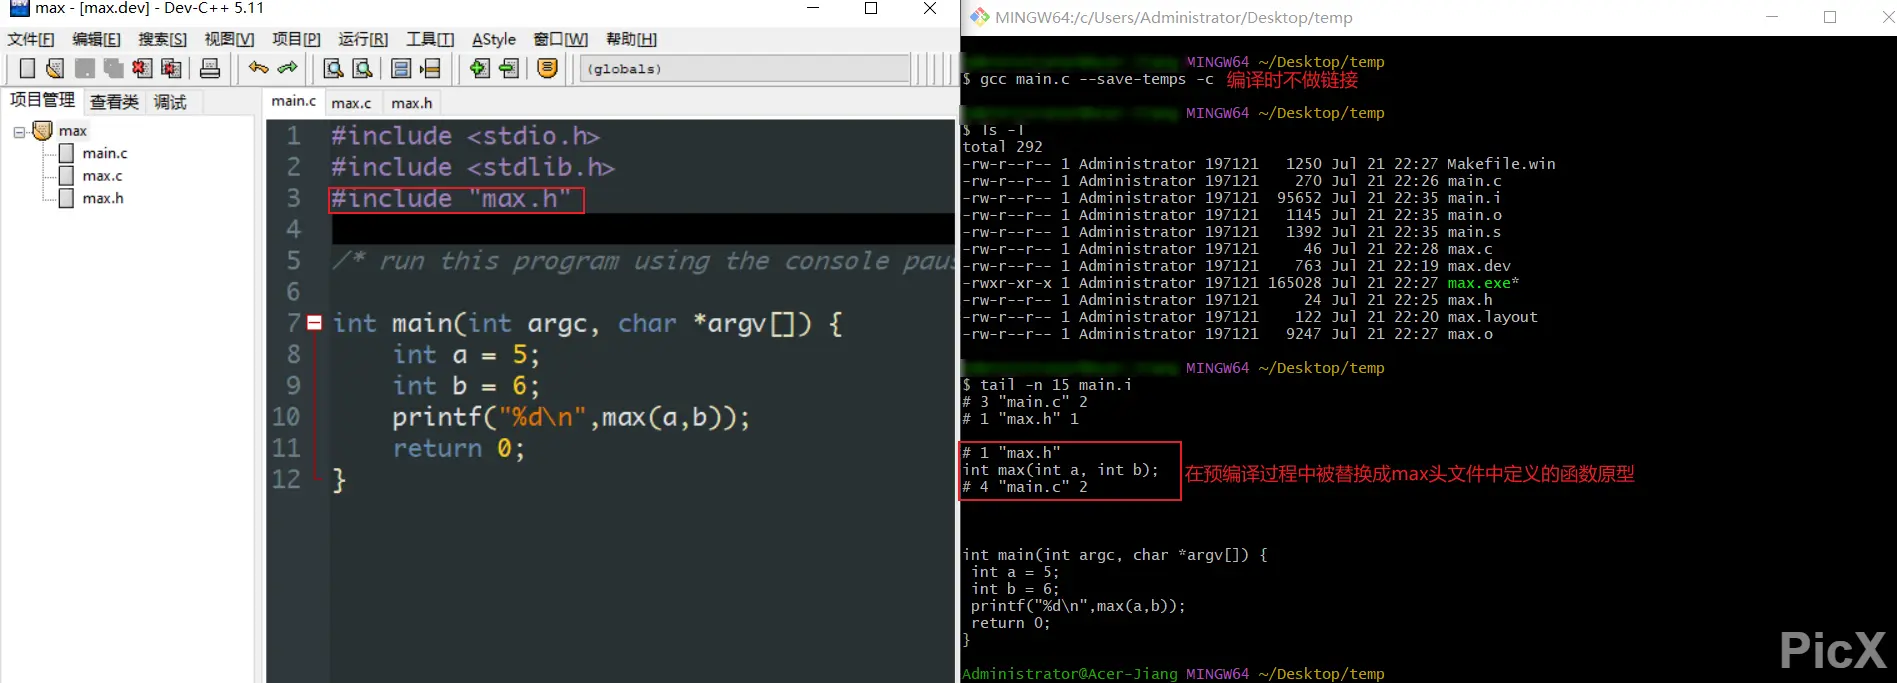 max - [max.dev] - Dev-C++ 5.11
文件[F] 编辑[E] 搜索[S] 视图[V] 项目[P] 运行[R] 工具[T] AStyle 窗口[W] 帮助[H]
(globals)
项目管理 查看类 调试
max
main.c
max.c
max.h
main.c max.c max.h
1 #include <stdio.h>
2 #include <stdlib.h>
3 #include "max.h"
4
5 /* run this program using the console paus
6
7 int main(int argc, char *argv[]) {
8 int a = 5;
9 int b = 6;
10 printf("%d\n",max(a,b));
11 return 0;
12 }
MINGW64:/c/Users/Administrator/Desktop/temp
MINGW64 ~/Desktop/temp
$ gcc main.c --save-temps -c 编译时不做链接
MINGW64 ~/Desktop/temp
$ ls -l
total 292
-rw-r--r-- 1 Administrator 197121 1250 Jul 21 22:27 Makefile.win
-rw-r--r-- 1 Administrator 197121 270 Jul 21 22:26 main.c
-rw-r--r-- 1 Administrator 197121 95652 Jul 21 22:35 main.i
-rw-r--r-- 1 Administrator 197121 1145 Jul 21 22:35 main.o
-rw-r--r-- 1 Administrator 197121 1392 Jul 21 22:35 main.s
-rw-r--r-- 1 Administrator 197121 46 Jul 21 22:28 max.c
-rw-r--r-- 1 Administrator 197121 763 Jul 21 22:19 max.dev
-rwxr-xr-x 1 Administrator 197121 165028 Jul 21 22:27 max.exe*
-rw-r--r-- 1 Administrator 197121 24 Jul 21 22:25 max.h
-rw-r--r-- 1 Administrator 197121 122 Jul 21 22:20 max.layout
-rw-r--r-- 1 Administrator 197121 9247 Jul 21 22:27 max.o
MINGW64 ~/Desktop/temp
$ tail -n 15 main.i
# 3 "main.c" 2
# 1 "max.h" 1
# 1 "max.h"
int max(int a, int b);
# 4 "main.c" 2
在预编译过程中被替换成max头文件中定义的函数原型
int main(int argc, char *argv[]) {
int a = 5;
int b = 6;
printf("%d\n",max(a,b));
return 0;
}
Administrator@Acer-Jiang MINGW64 ~/Desktop/temp
PicX